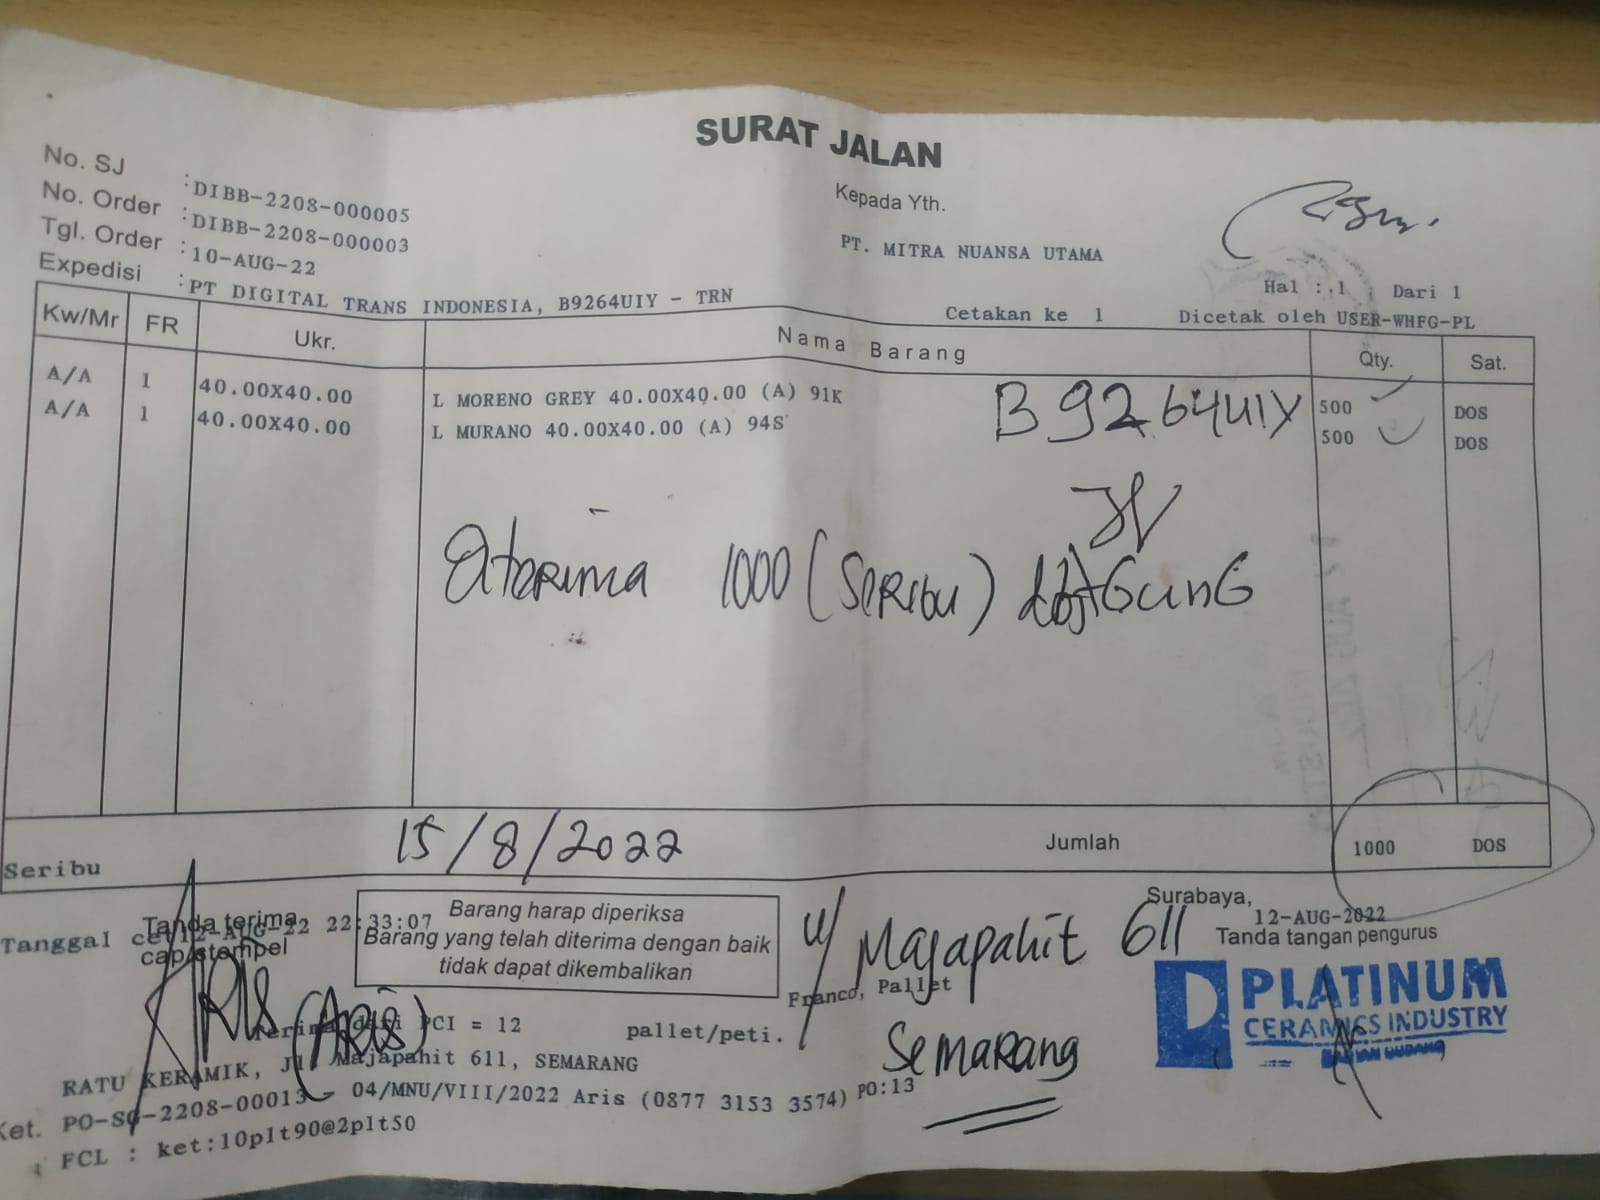 SURAT JALAN
No. SJ : DIBB-2208-000005
No. Order : DIBB-2208-000003
Tgl. Order : 10-AUG-22
Expedisi : PT DIGITAL TRANS INDONESIA, B9264UIY - TRN
Kepada Yth.
PT. MITRA NUANSA UTAMA
Hal : 1 Dari 1
Cetakan ke 1 Dicetak oleh USER-WHFG-PL
Kw/Mr FR Ukr. Nama Barang Qty. Sat.
A/A 1 40.00X40.00 L MORENO GREY 40.00X40.00 (A) 91K 500 DOS
A/A 1 40.00X40.00 L MURANO 40.00X40.00 (A) 94S 500 DOS
B 9264UIY
Diterima 1000 (Seribu)
15/8/2022
Seribu Jumlah 1000 DOS
Surabaya,
12-AUG-2022
Tanda tangan pengurus
Tanda terima
cap/stempel
Tanggal 12-AUG-22 22:33:07
Barang harap diperiksa
Barang yang telah diterima dengan baik
tidak dapat dikembalikan
u/ Majapahit 611
Semarang
Franco, Pallet
ARIS (Aris)
PCI = 12 pallet/peti.
RATU KERAMIK, Jl. Majapahit 611, SEMARANG
Ket. PO-SG-2208-00013 - 04/MNU/VIII/2022 Aris (0877 3153 3574) PO:13
FCL : ket:10plt90@2plt50
PLATINUM
CERAMICS INDUSTRY
BAGIAN GUDANG